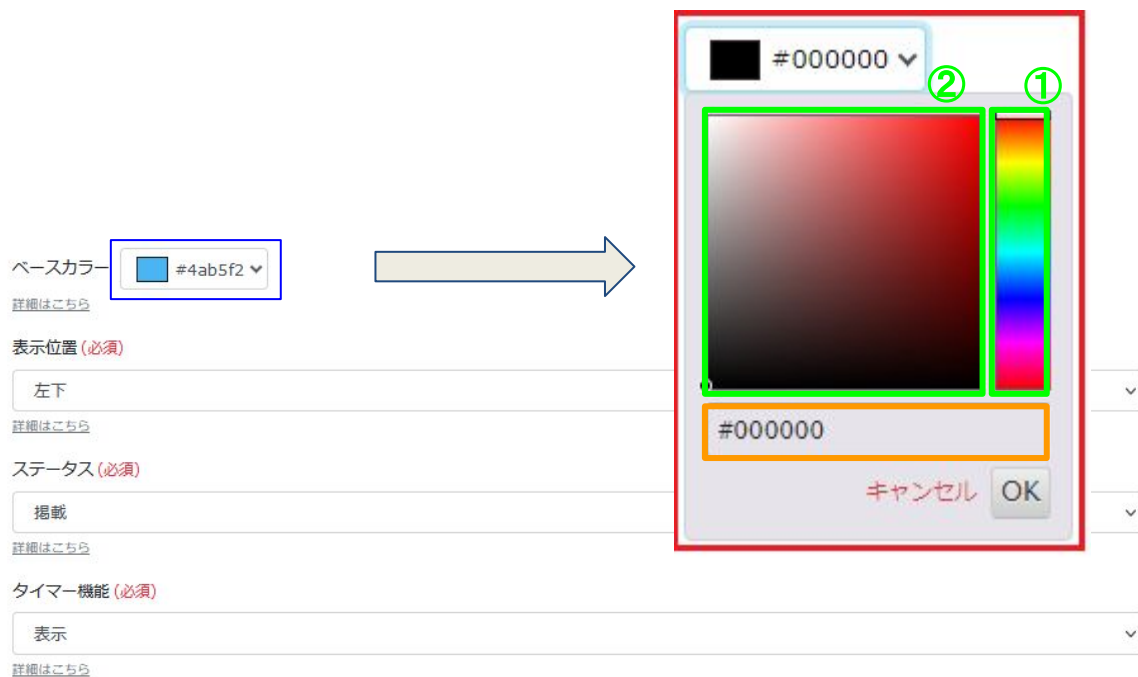 #000000
②
①
ベースカラー
#4ab5f2
詳細はこちら
表示位置(必須)
左下
詳細はこちら
#000000
ステータス(必須)
キャンセル
OK
掲載
詳細はこちら
タイマー機能(必須)
表示
詳細はこちら